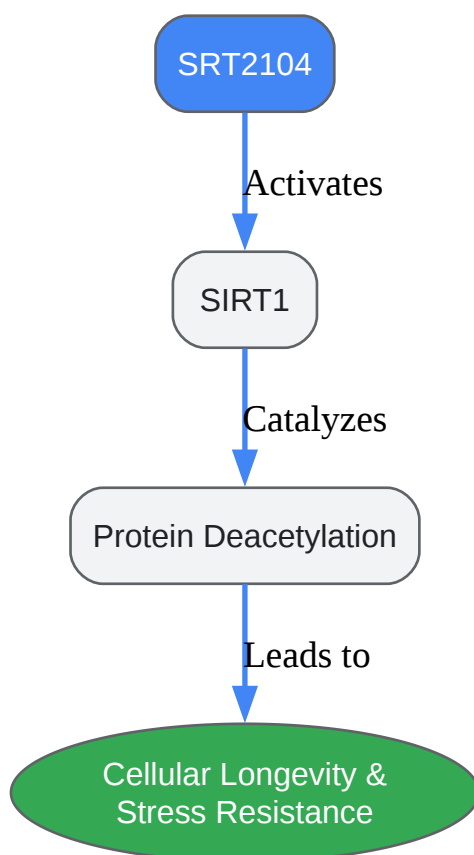 SRT2104
Activates
SIRT1
Catalyzes
Protein Deacetylation
Leads to
Cellular Longevity &
Stress Resistance